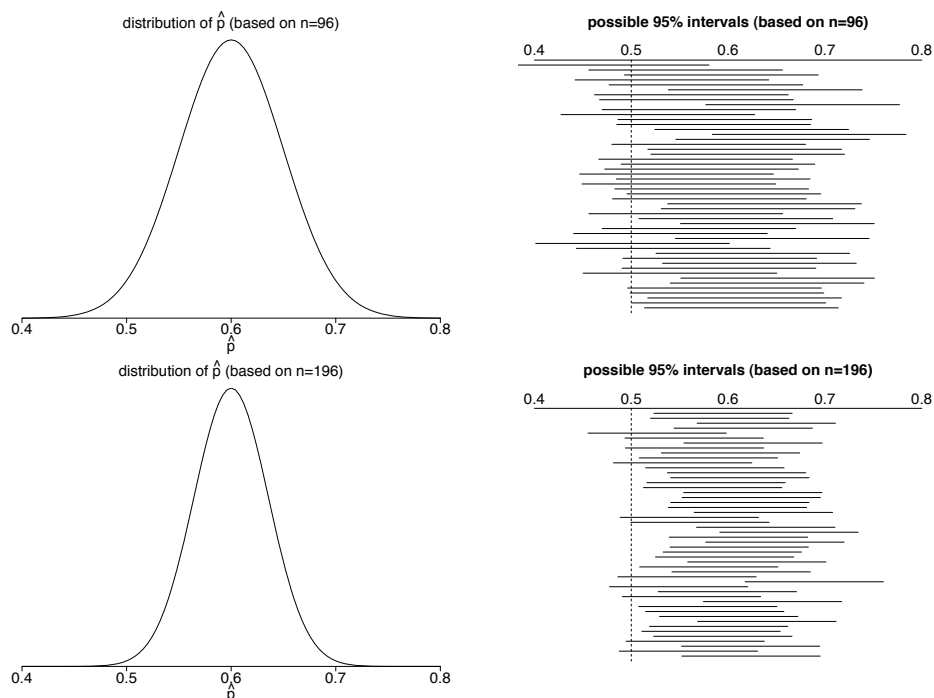 distribution of p̂ (based on n=96)
0.4 0.5 0.6 0.7 0.8
p̂
possible 95% intervals (based on n=96)
0.4 0.5 0.6 0.7 0.8
distribution of p̂ (based on n=196)
0.4 0.5 0.6 0.7 0.8
p̂
possible 95% intervals (based on n=196)
0.4 0.5 0.6 0.7 0.8